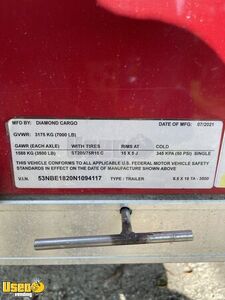 MFD BY: DIAMOND CARGO DATE OF MFG: 07/2021
GVWR: 3175 KG (7000 LB)
GAWR (EACH AXLE) WITH TIRES RIMS AT COLD
1588 KG (3500 LB) ST205/75R15 C 15 X 5 J 345 KPA (50 PSI) SINGLE
THIS VEHICLE CONFORMS TO ALL APPLICABLE U.S. FEDERAL MOTOR VEHICLE SAFETY
STANDARDS IN EFFECT ON THE DATE OF MANUFACTURE SHOWN ABOVE
V.I.N. 53NBE1820N1094117 TYPE: TRAILER 8.5 X 18 TA - 3500
Used Vending